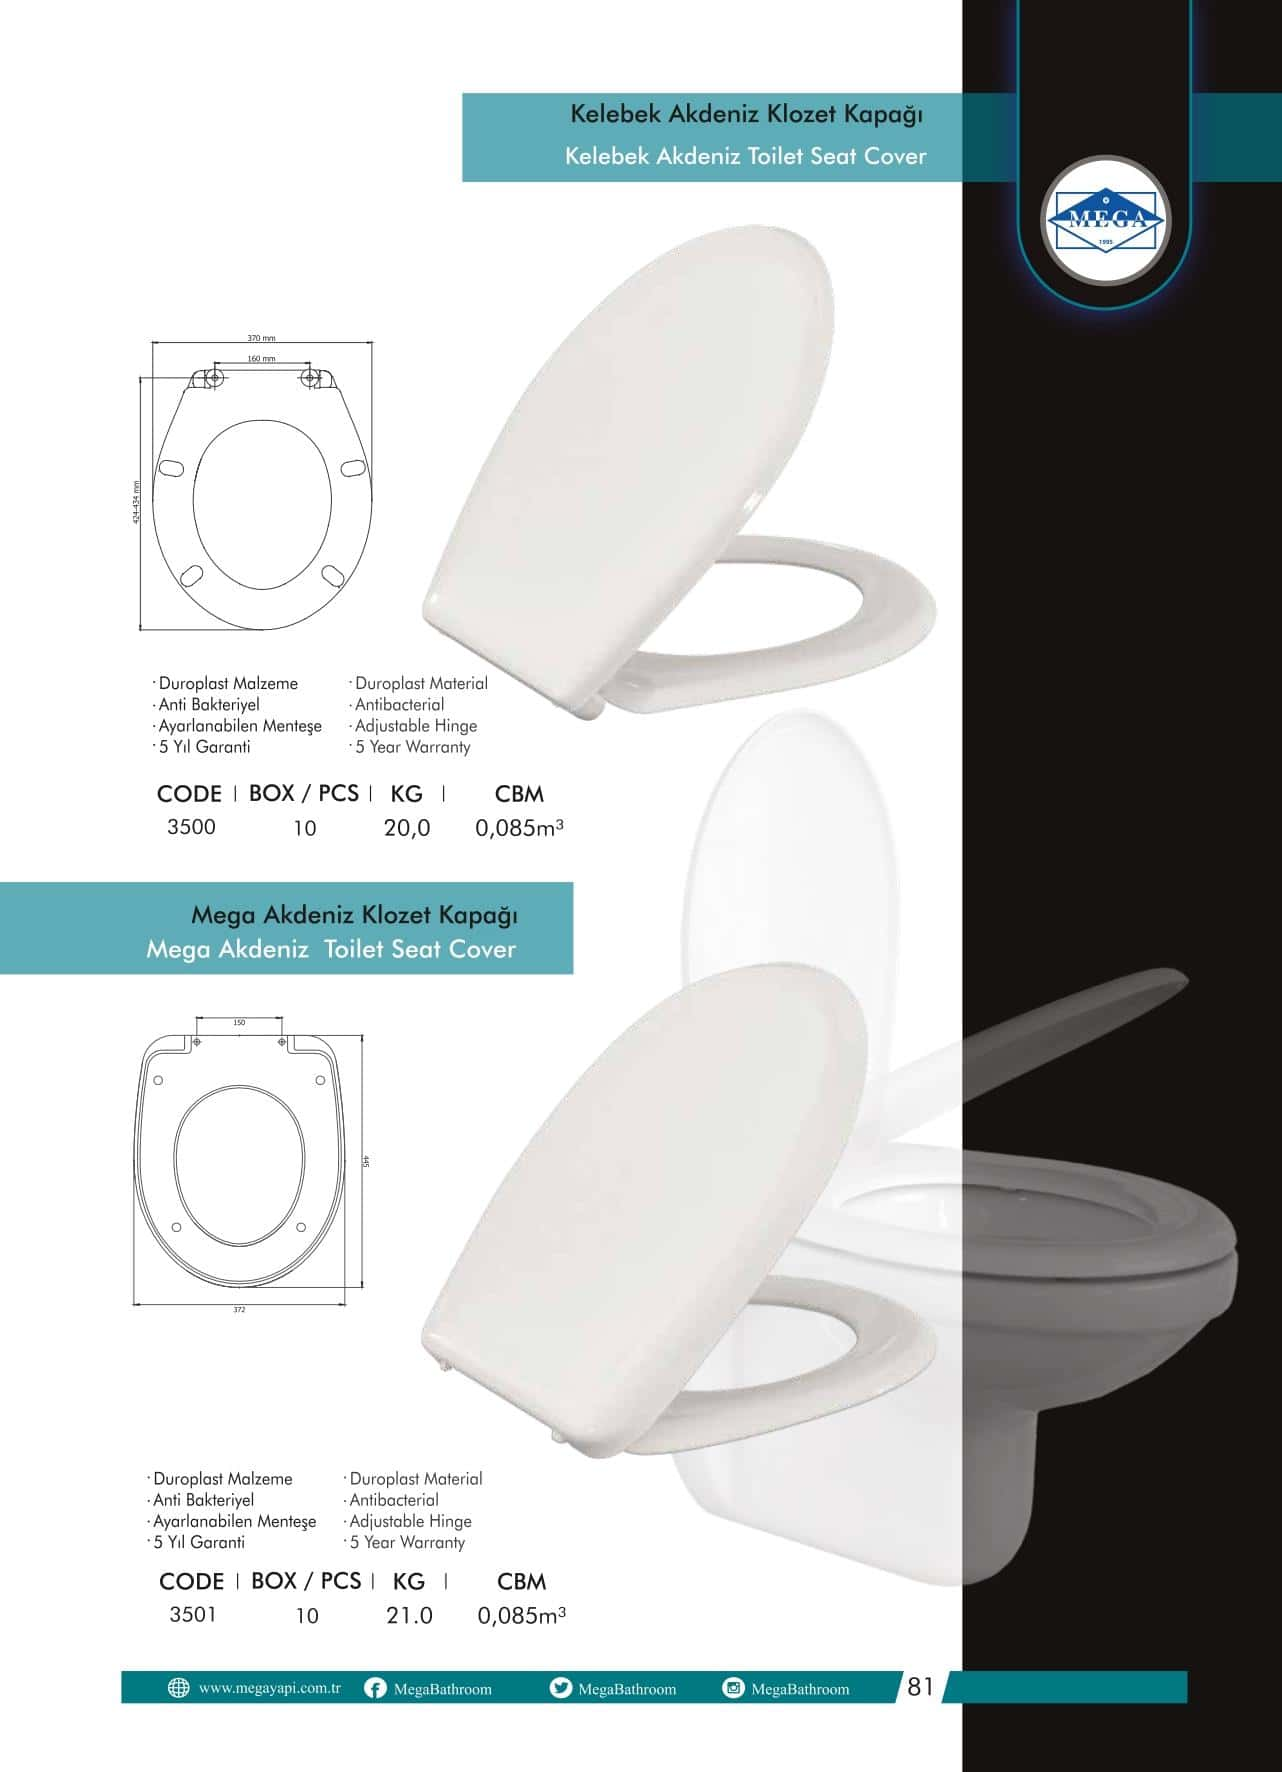 Kelebek Akdeniz Klozet Kapağı
Kelebek Akdeniz Toilet Seat Cover
MEGA
1995
370 mm
160 mm
424-434 mm
· Duroplast Malzeme
· Anti Bakteriyel
· Ayarlanabilen Menteşe
· 5 Yıl Garanti
· Duroplast Material
· Antibacterial
· Adjustable Hinge
· 5 Year Warranty
CODE | BOX / PCS | KG | CBM
3500 10 20,0 0,085m³
Mega Akdeniz Klozet Kapağı
Mega Akdeniz Toilet Seat Cover
150
445
372
· Duroplast Malzeme
· Anti Bakteriyel
· Ayarlanabilen Menteşe
· 5 Yıl Garanti
· Duroplast Material
· Antibacterial
· Adjustable Hinge
· 5 Year Warranty
CODE | BOX / PCS | KG | CBM
3501 10 21.0 0,085m³
www.megayapi.com.tr MegaBathroom MegaBathroom MegaBathroom 81